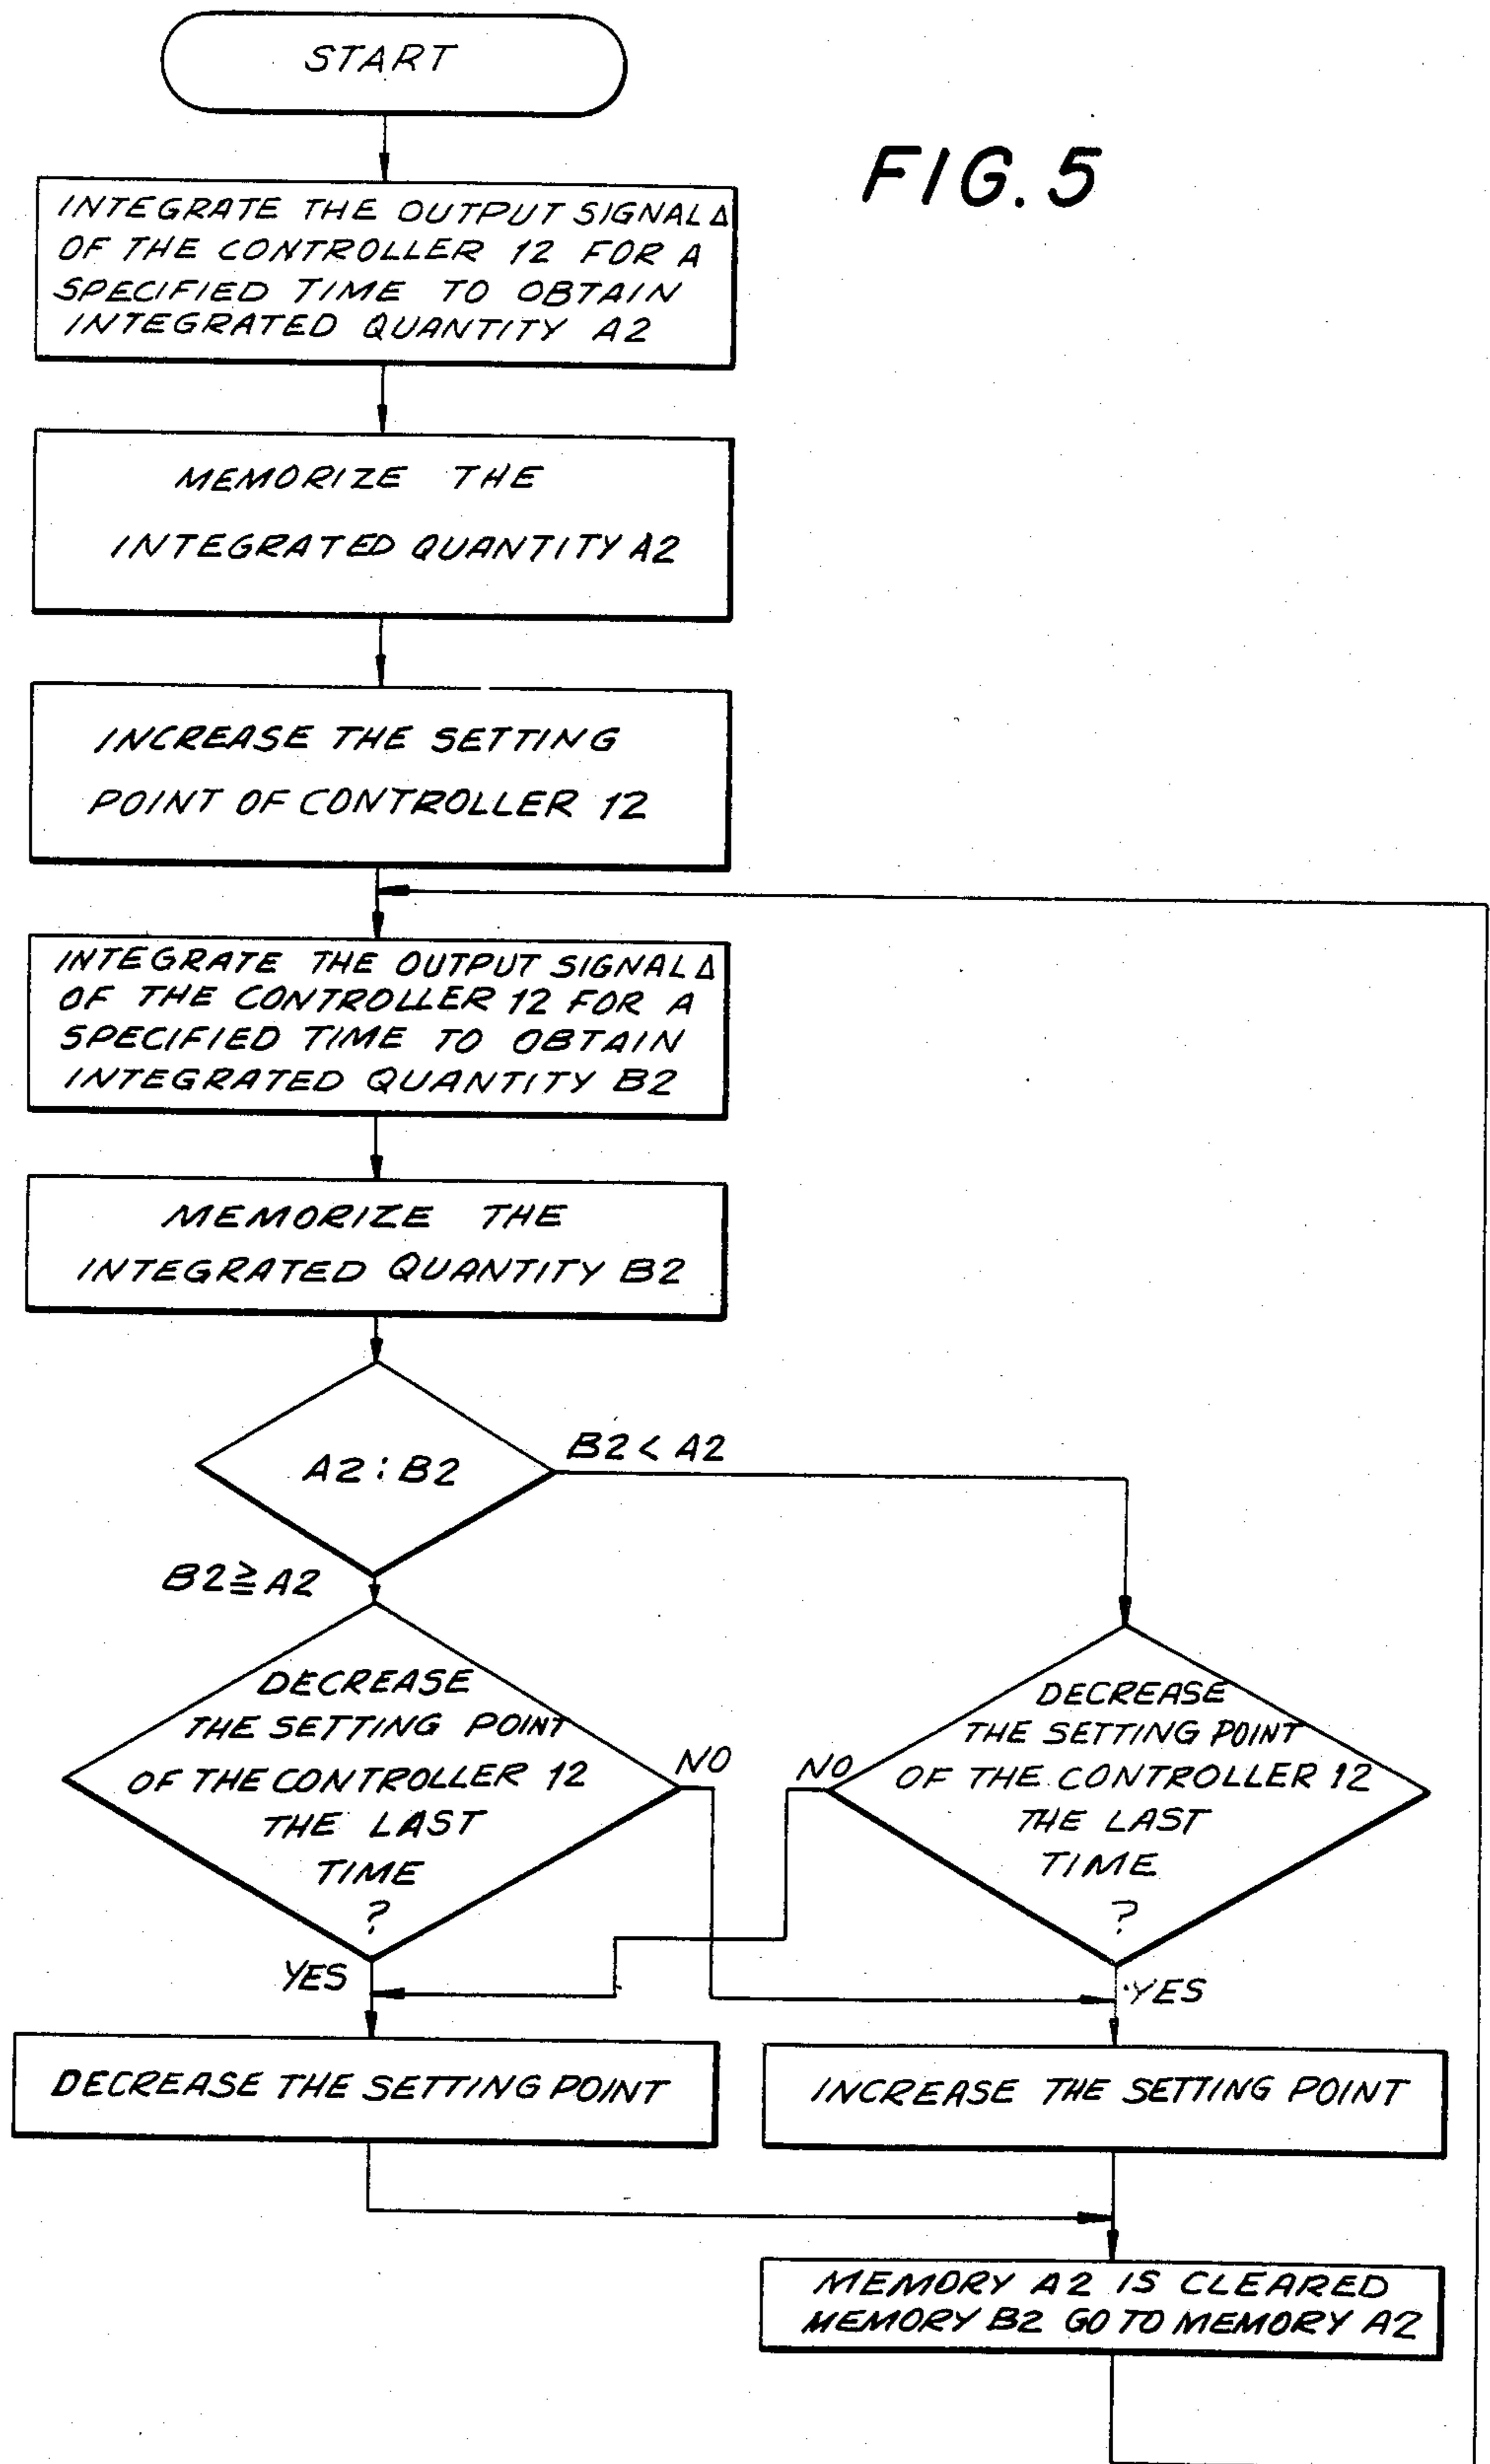 START
FIG. 5
INTEGRATE THE OUTPUT SIGNAL Δ
OF THE CONTROLLER 12 FOR A
SPECIFIED TIME TO OBTAIN
INTEGRATED QUANTITY A2
MEMORIZE THE
INTEGRATED QUANTITY A2
INCREASE THE SETTING
POINT OF CONTROLLER 12
INTEGRATE THE OUTPUT SIGNAL Δ
OF THE CONTROLLER 12 FOR A
SPECIFIED TIME TO OBTAIN
INTEGRATED QUANTITY B2
MEMORIZE THE
INTEGRATED QUANTITY B2
A2 : B2
B2 < A2
B2 ≧ A2
DECREASE
THE SETTING POINT
OF THE CONTROLLER 12
THE LAST
TIME
?
NO
YES
NO
DECREASE
THE SETTING POINT
OF THE CONTROLLER 12
THE LAST
TIME
?
YES
DECREASE THE SETTING POINT
INCREASE THE SETTING POINT
MEMORY A2 IS CLEARED
MEMORY B2 GO TO MEMORY A2